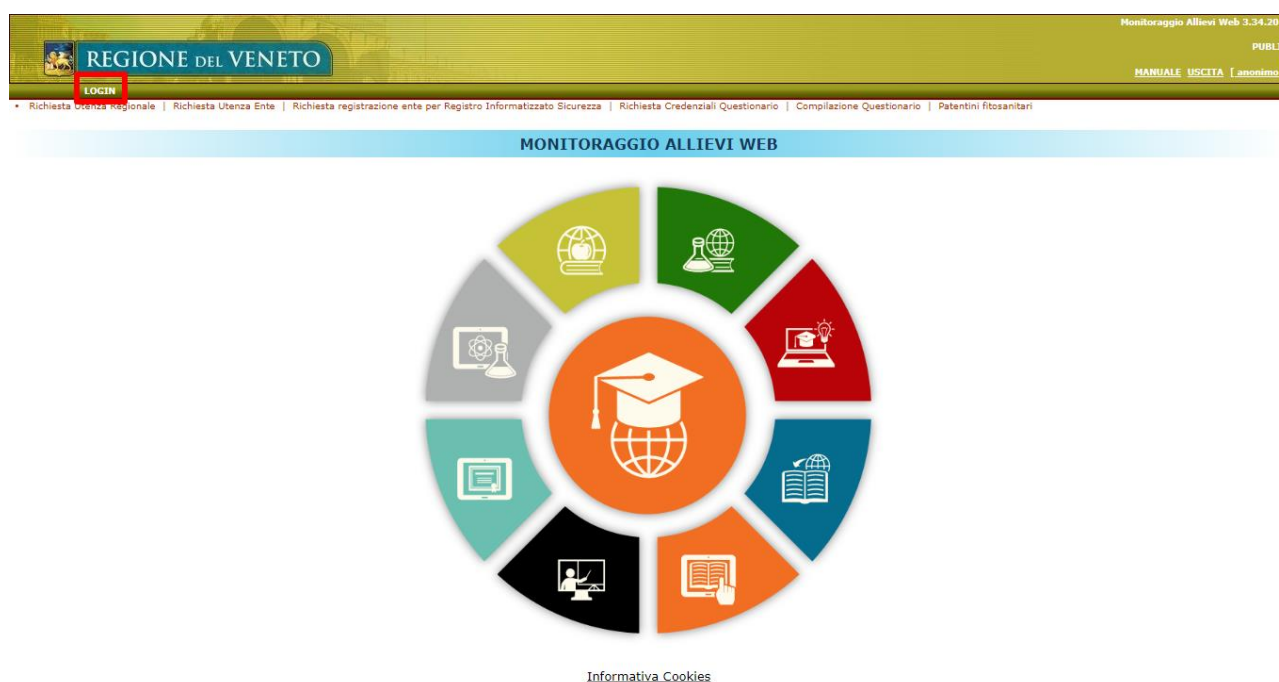 Monitoraggio Allievi Web 3.34.20
REGIONE DEL VENETO
PUBL
MANUALE USCITA [ anonimo
LOGIN
• Richiesta Utenza Regionale | Richiesta Utenza Ente | Richiesta registrazione ente per Registro Informatizzato Sicurezza | Richiesta Credenziali Questionario | Compilazione Questionario | Patentini fitosanitari
MONITORAGGIO ALLIEVI WEB
Informativa Cookies